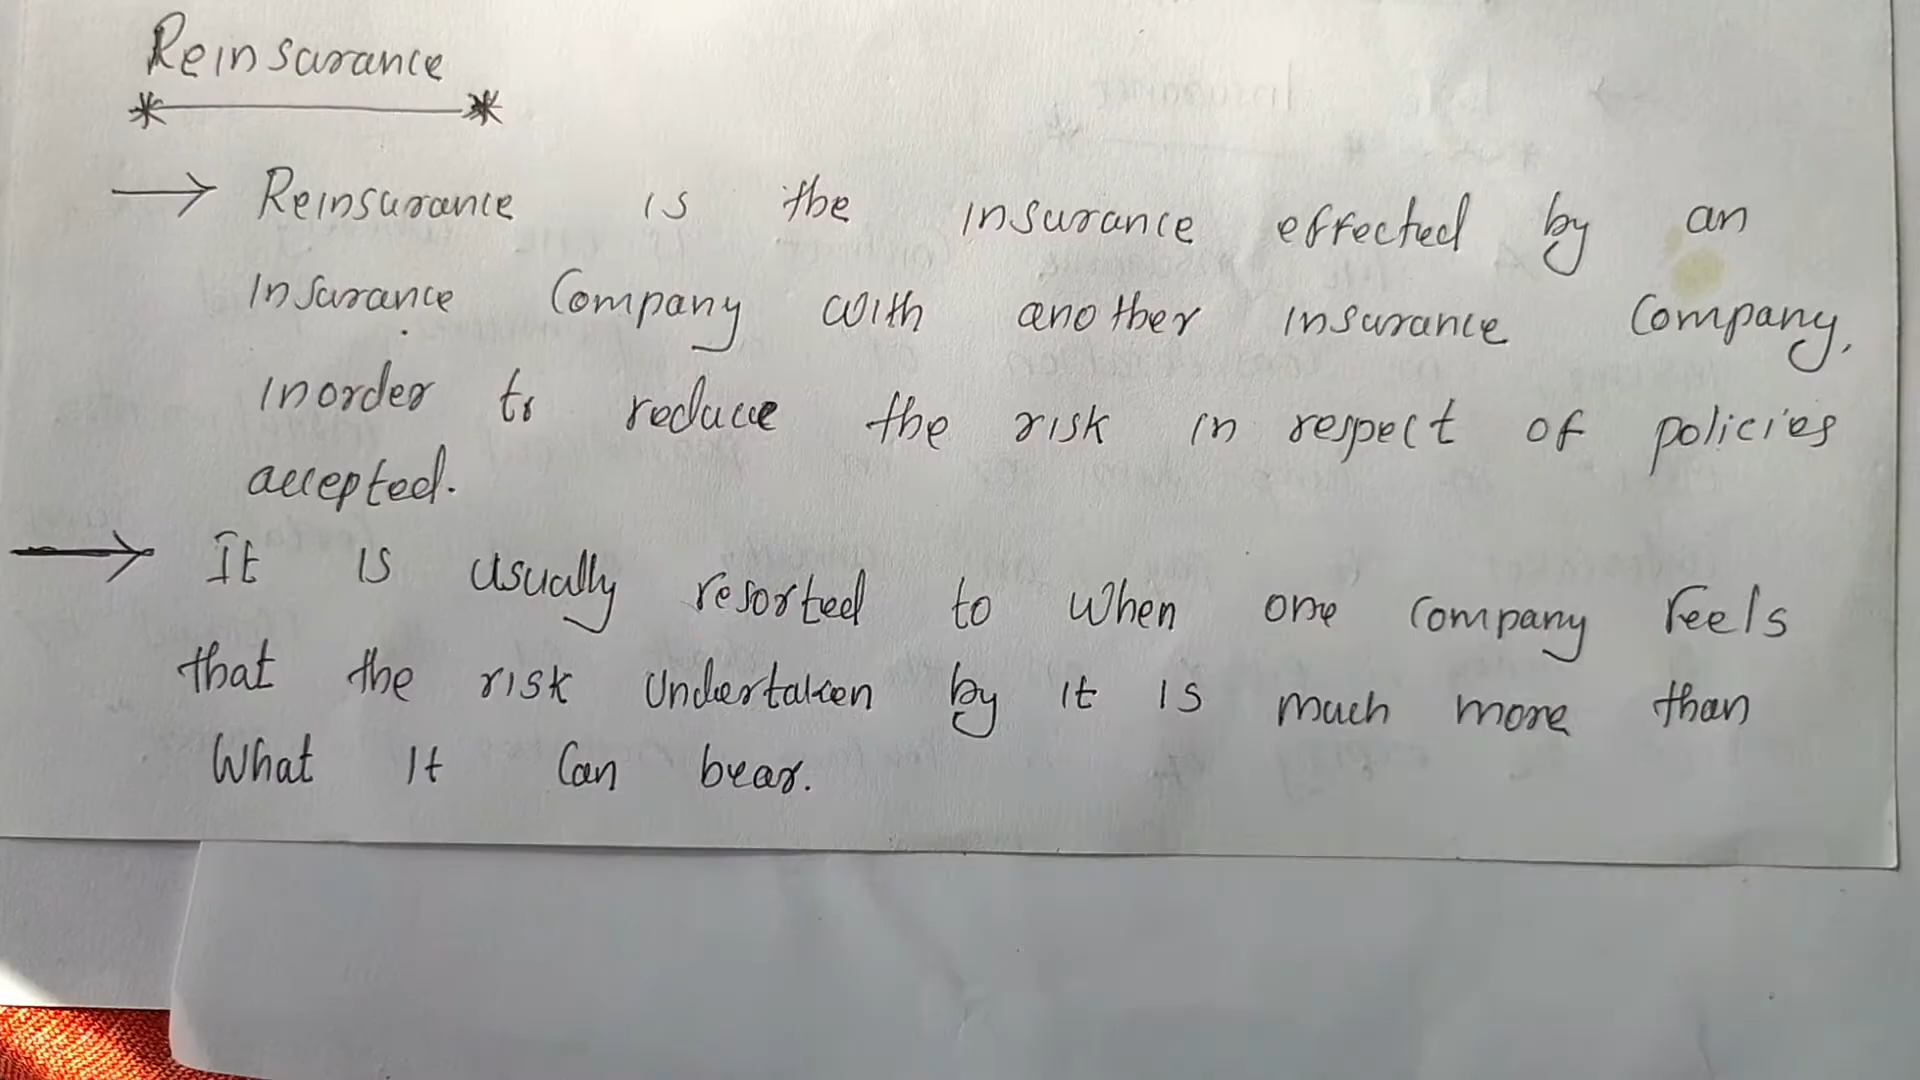 Reinsurance
→ Reinsurance is the insurance effected by an
insurance Company with another insurance Company,
inorder to reduce the risk in respect of policies
accepted.
→ It is usually resorted to when one company feels
that the risk undertaken by it is much more than
what it can bear.